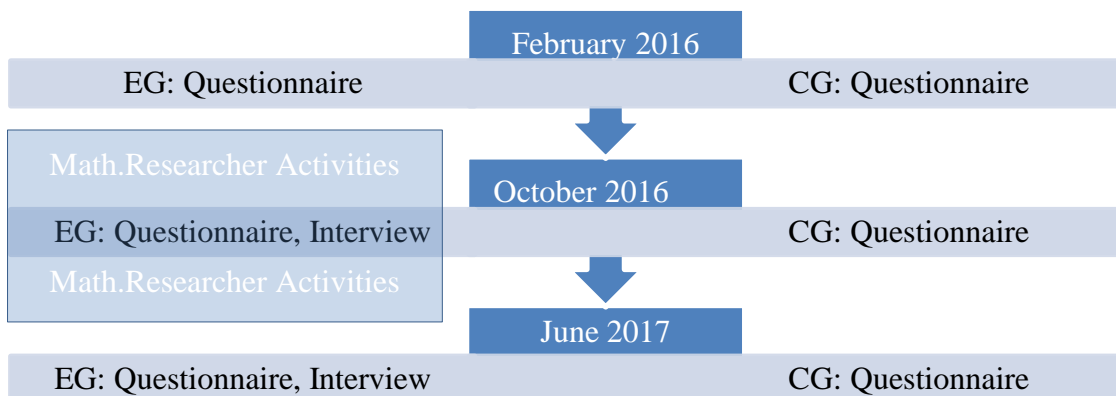 February 2016
EG: Questionnaire CG: Questionnaire
Math.Researcher Activities
October 2016
EG: Questionnaire, Interview CG: Questionnaire
Math.Researcher Activities
June 2017
EG: Questionnaire, Interview CG: Questionnaire